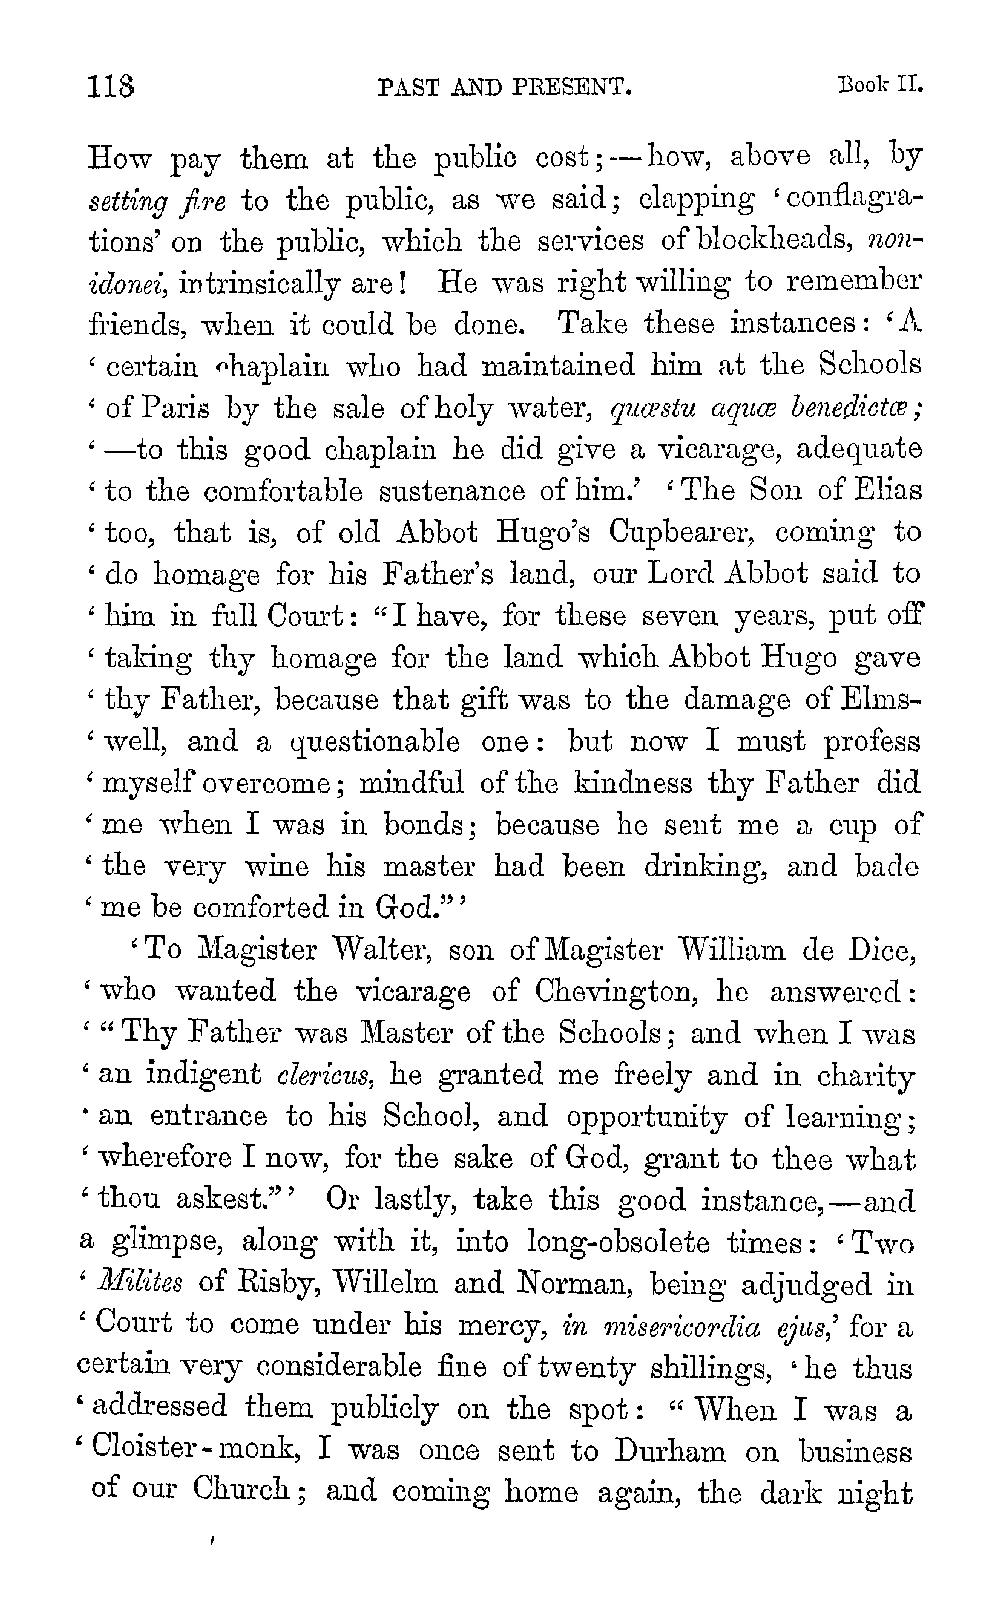 118 PAST AND PRESENT. Book II.
How pay them at the public cost;—how, above all, by
setting fire to the public, as we said; clapping ‘conflagra-
tions’ on the public, which the services of blockheads, non-
idonei, intrinsically are! He was right willing to remember
friends, when it could be done. Take these instances: ‘A
‘ certain chaplain who had maintained him at the Schools
‘ of Paris by the sale of holy water, quæstu aquæ benedictæ;
‘ —to this good chaplain he did give a vicarage, adequate
‘ to the comfortable sustenance of him.’ ‘The Son of Elias
‘ too, that is, of old Abbot Hugo’s Cupbearer, coming to
‘ do homage for his Father’s land, our Lord Abbot said to
‘ him in full Court: “I have, for these seven years, put off
‘ taking thy homage for the land which Abbot Hugo gave
‘ thy Father, because that gift was to the damage of Elms-
‘ well, and a questionable one: but now I must profess
‘ myself overcome; mindful of the kindness thy Father did
‘ me when I was in bonds; because he sent me a cup of
‘ the very wine his master had been drinking, and bade
‘ me be comforted in God.”’
‘To Magister Walter, son of Magister William de Dice,
‘ who wanted the vicarage of Chevington, he answered:
‘ “Thy Father was Master of the Schools; and when I was
‘ an indigent clericus, he granted me freely and in charity
‘ an entrance to his School, and opportunity of learning;
‘ wherefore I now, for the sake of God, grant to thee what
‘ thou askest.”’ Or lastly, take this good instance,—and
a glimpse, along with it, into long-obsolete times: ‘Two
‘ Milites of Risby, Willelm and Norman, being adjudged in
‘ Court to come under his mercy, in misericordia ejus,’ for a
certain very considerable fine of twenty shillings, ‘he thus
‘ addressed them publicly on the spot: “When I was a
‘ Cloister-monk, I was once sent to Durham on business
of our Church; and coming home again, the dark night